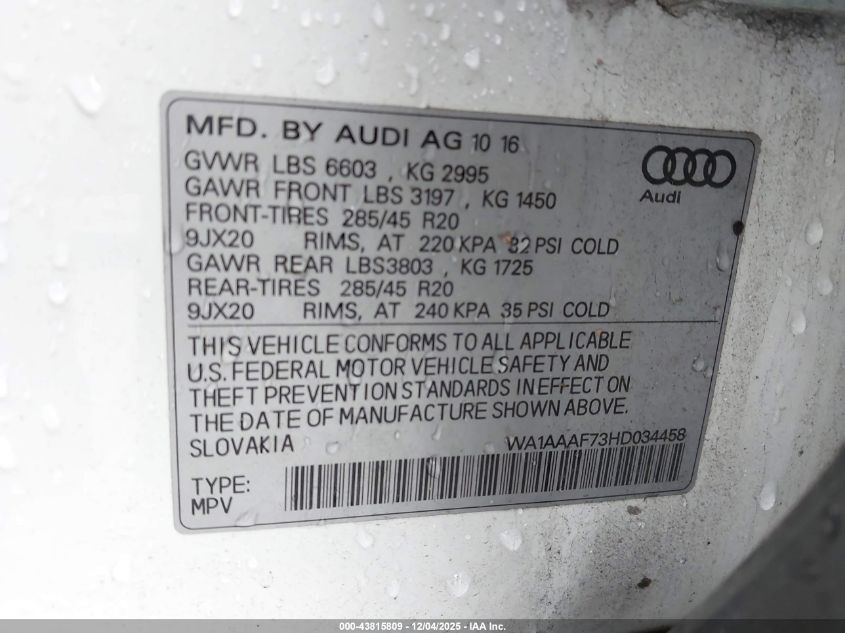 MFD. BY AUDI AG 10 16
GVWR LBS 6603 , KG 2995
GAWR FRONT LBS 3197 , KG 1450
FRONT-TIRES 285/45 R20
9JX20 RIMS, AT 220 KPA 32 PSI COLD
GAWR REAR LBS3803 , KG 1725
REAR-TIRES 285/45 R20
9JX20 RIMS, AT 240 KPA 35 PSI COLD
Audi
THIS VEHICLE CONFORMS TO ALL APPLICABLE
U.S. FEDERAL MOTOR VEHICLE SAFETY AND
THEFT PREVENTION STANDARDS IN EFFECT ON
THE DATE OF MANUFACTURE SHOWN ABOVE.
SLOVAKIA WA1AAAF73HD034458
TYPE:
MPV
000-43815809 - 12/04/2025 - IAA Inc.